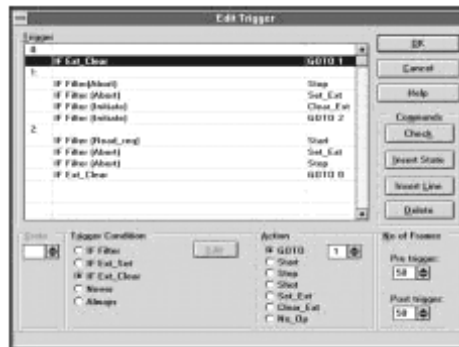 Edit Trigger
Trigger
0
IF Ext_Clear GOTO 1
1:
IF Filter(Abort) Stop
IF Filter (Abort) Set_Ext
IF Filter (Initiate) Clear_Ext
IF Filter (Initiate) GOTO 2
2
IF Filter (Read_req) Start
IF Filter (Abort) Set_Ext
IF Filter (Abort) Stop
IF Ext_Clear GOTO 0
OK
Cancel
Help
Commands
Check
Insert State
Insert Line
Delete
Trigger Condition
IF Filter
IF Ext_Set
IF Ext_Clear
Never
Always
Edit
Action
GOTO 1
Start
Stop
Shot
Set_Ext
Clear_Ext
No_Op
No of Frames
Pre trigger:
50
Post trigger:
50